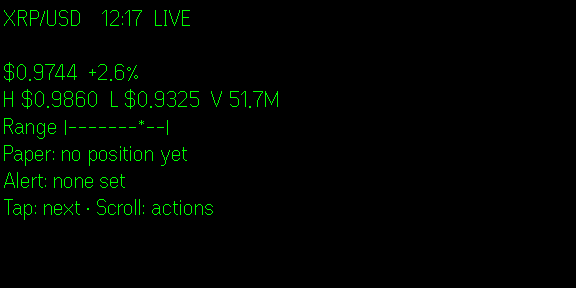 XRP/USD 12:17 LIVE
$0.9744 +2.6%
H $0.9860 L $0.9325 V 51.7M
Range |-------*--|
Paper: no position yet
Alert: none set
Tap: next · Scroll: actions